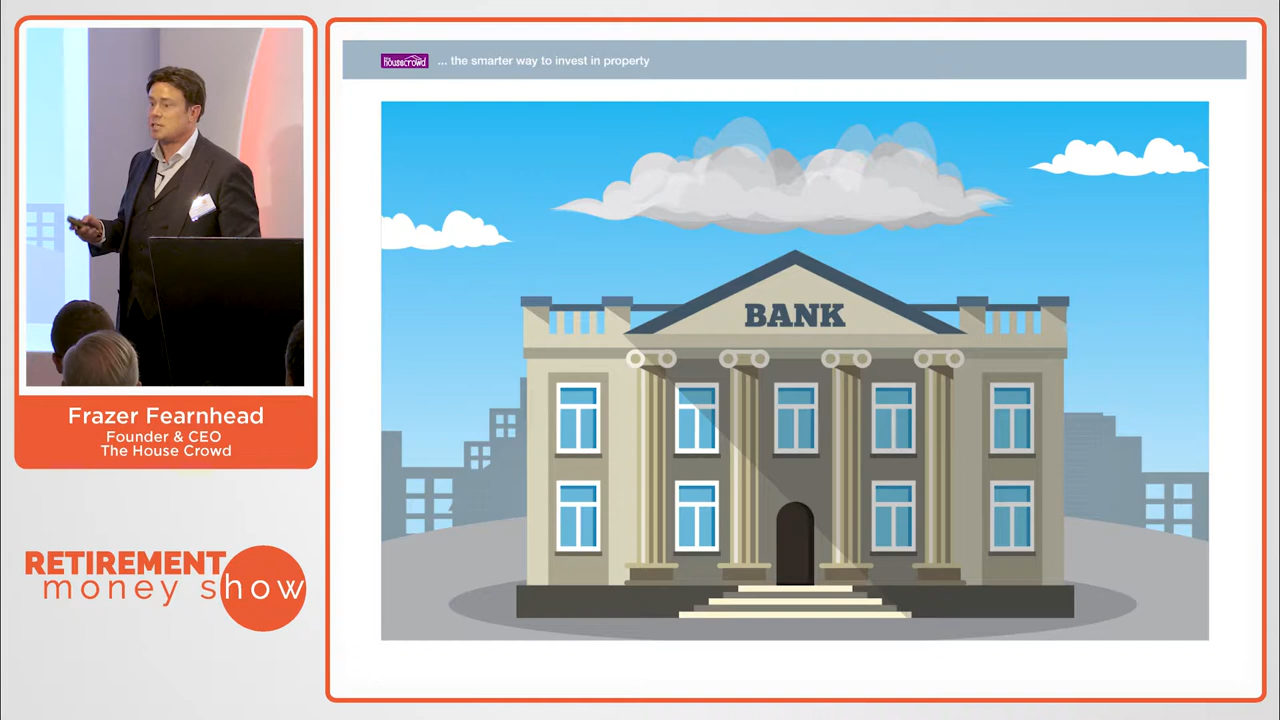 Frazer Fearnhead
Founder & CEO
The House Crowd
RETIREMENT
money show
housecrowd ... the smarter way to invest in property
BANK